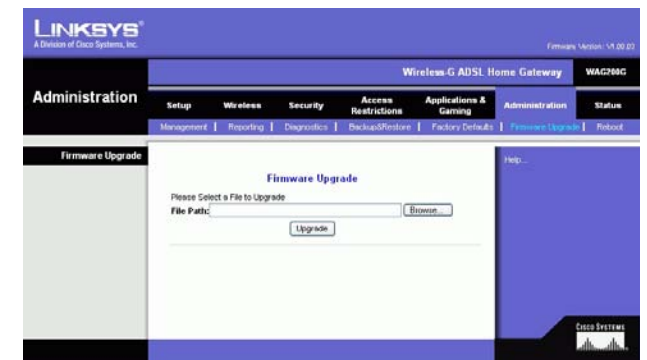 LINKSYS®
A Division of Cisco Systems, Inc.
Firmware Version: V1.00.03
Wireless-G ADSL Home Gateway WAG200G
Administration
Setup Wireless Security Access Restrictions Applications & Gaming Administration Status
Management | Reporting | Diagnostics | Backup&Restore | Factory Defaults | Firmware Upgrade | Reboot
Firmware Upgrade
Firmware Upgrade
Help...
Please Select a File to Upgrade
File Path: Browse...
Upgrade
CISCO SYSTEMS